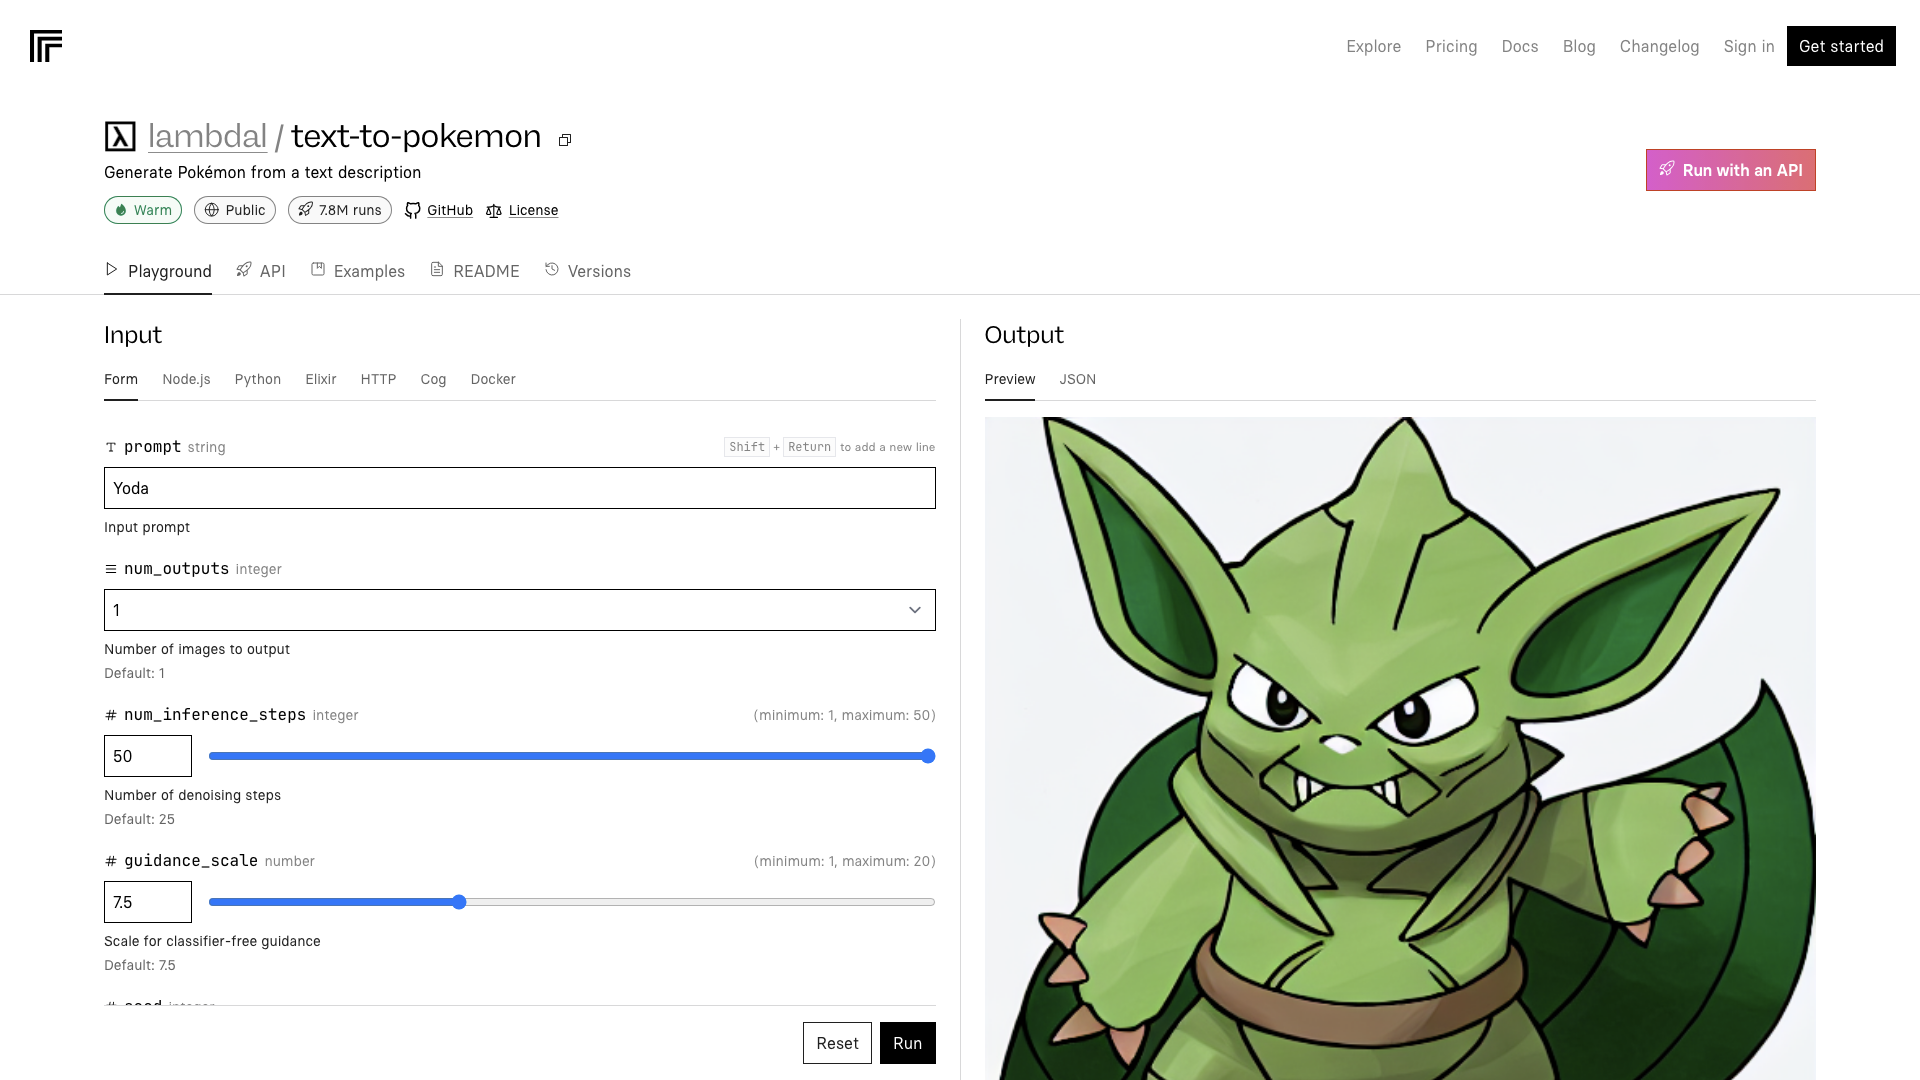 Explore Pricing Docs Blog Changelog Sign in Get started
lambdal / text-to-pokemon
Generate Pokémon from a text description
Run with an API
Warm Public 7.8M runs GitHub License
Playground API Examples README Versions
Input
Form Node.js Python Elixir HTTP Cog Docker
prompt string Shift + Return to add a new line
Yoda
Input prompt
num_outputs integer
1
Number of images to output
Default: 1
num_inference_steps integer (minimum: 1, maximum: 50)
50
Number of denoising steps
Default: 25
guidance_scale number (minimum: 1, maximum: 20)
7.5
Scale for classifier-free guidance
Default: 7.5
seed integer
Reset Run
Output
Preview JSON